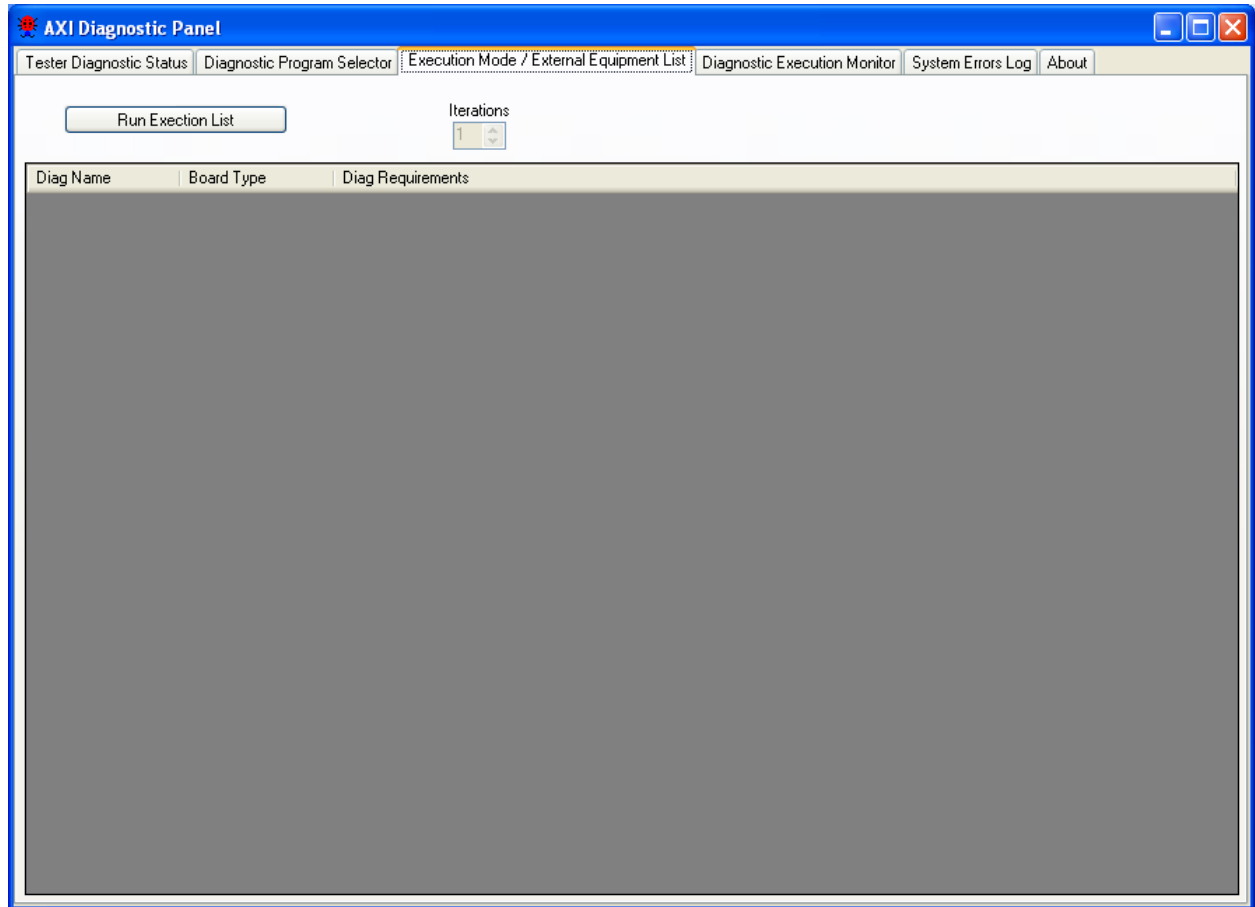 AXI Diagnostic Panel
Tester Diagnostic Status Diagnostic Program Selector Execution Mode / External Equipment List Diagnostic Execution Monitor System Errors Log About
Iterations
Run Exection List
1
Diag Name Board Type Diag Requirements